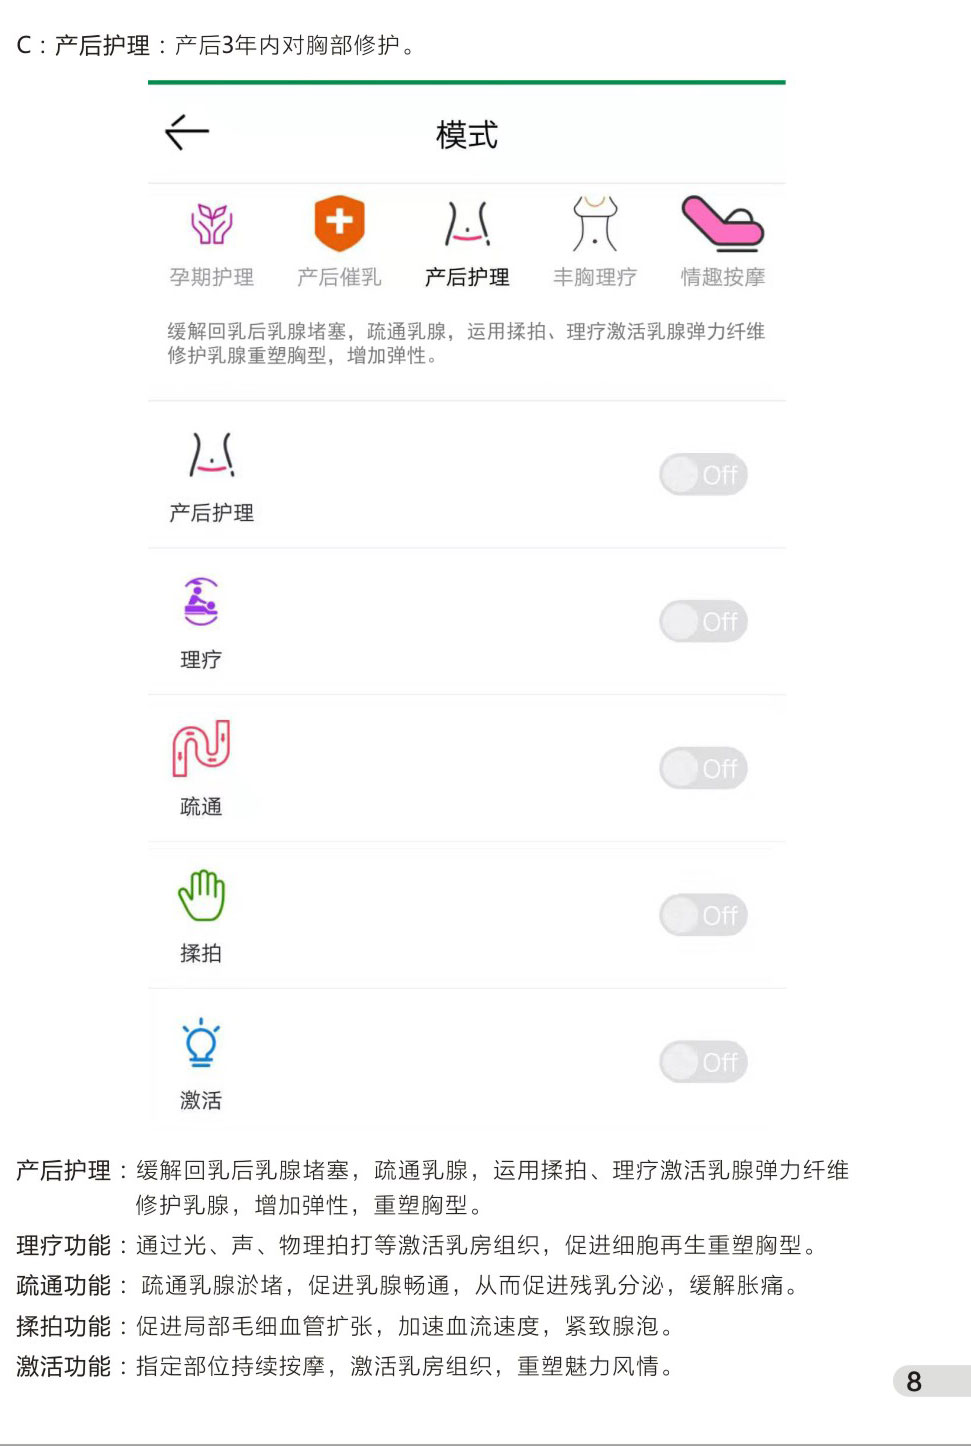 C：产后护理：产后3年内对胸部修护。
模式
孕期护理 产后催乳 产后护理 丰胸理疗 情趣按摩
缓解回乳后乳腺堵塞，疏通乳腺，运用揉拍、理疗激活乳腺弹力纤维
修护乳腺重塑胸型，增加弹性。
Off
产后护理
Off
理疗
Off
疏通
Off
揉拍
Off
激活
产后护理：缓解回乳后乳腺堵塞，疏通乳腺，运用揉拍、理疗激活乳腺弹力纤维
修护乳腺，增加弹性，重塑胸型。
理疗功能：通过光、声、物理拍打等激活乳房组织，促进细胞再生重塑胸型。
疏通功能：疏通乳腺淤堵，促进乳腺畅通，从而促进残乳分泌，缓解胀痛。
揉拍功能：促进局部毛细血管扩张，加速血流速度，紧致腺泡。
激活功能：指定部位持续按摩，激活乳房组织，重塑魅力风情。
8